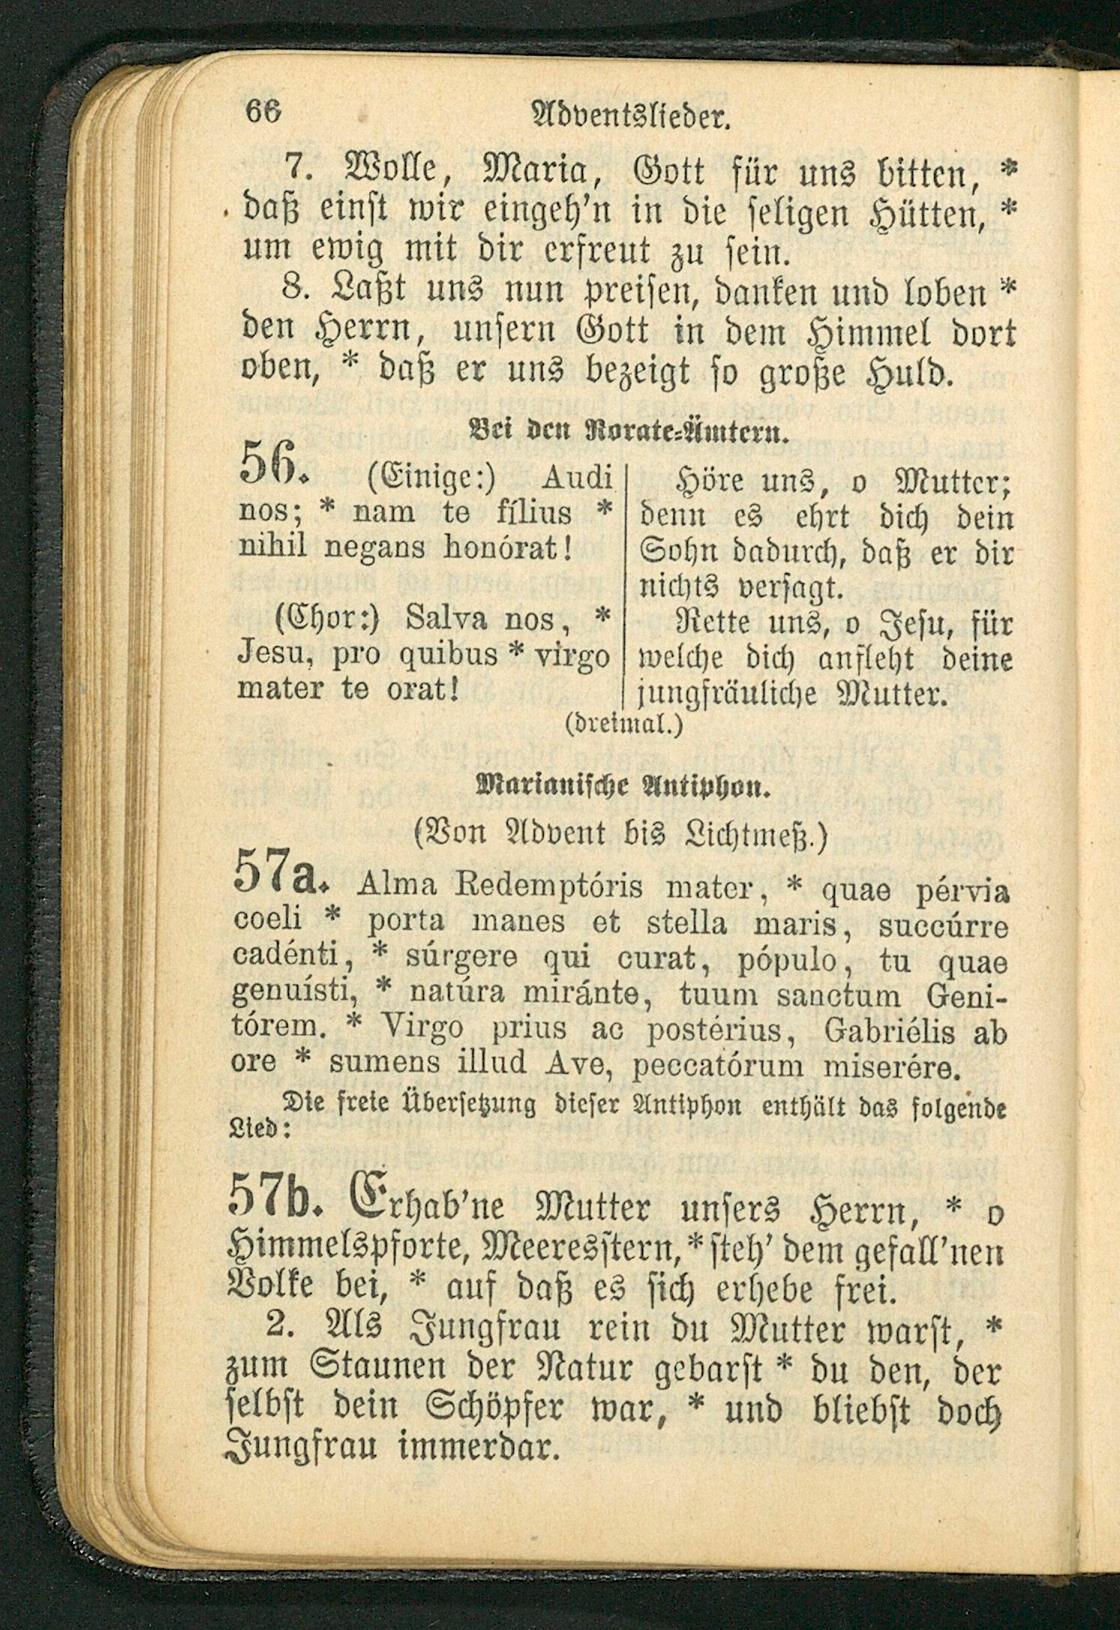 66 Adventslieder.
7. Wolle, Maria, Gott für uns bitten, *
daß einst wir eingeh'n in die seligen Hütten, *
um ewig mit dir erfreut zu sein.
8. Laßt uns nun preisen, danken und loben *
den Herrn, unsern Gott in dem Himmel dort
oben, * daß er uns bezeigt so große Huld.
Bei den Rorate-Ämtern.
56. (Einige:) Audi
nos; * nam te fílius *
nihil negans honórat!
(Chor:) Salva nos, *
Jesu, pro quibus * virgo
mater te orat!
Höre uns, o Mutter;
denn es ehrt dich dein
Sohn dadurch, daß er dir
nichts versagt.
Rette uns, o Jesu, für
welche dich anfleht deine
jungfräuliche Mutter.
(dreimal.)
Marianische Antiphon.
(Von Advent bis Lichtmeß.)
57a. Alma Redemptóris mater, * quae pérvia
coeli * porta manes et stella maris, succúrre
cadénti, * súrgere qui curat, pópulo, tu quae
genuísti, * natúra miránte, tuum sanctum Geni-
tórem. * Virgo prius ac postérius, Gabriélis ab
ore * sumens illud Ave, peccatórum miserére.
Die freie Übersetzung dieser Antiphon enthält das folgende
Lied:
57b. Erhab'ne Mutter unsers Herrn, * o
Himmelspforte, Meeresstern, * steh' dem gefall'nen
Volke bei, * auf daß es sich erhebe frei.
2. Als Jungfrau rein du Mutter warst, *
zum Staunen der Natur gebarst * du den, der
selbst dein Schöpfer war, * und bliebst doch
Jungfrau immerdar.